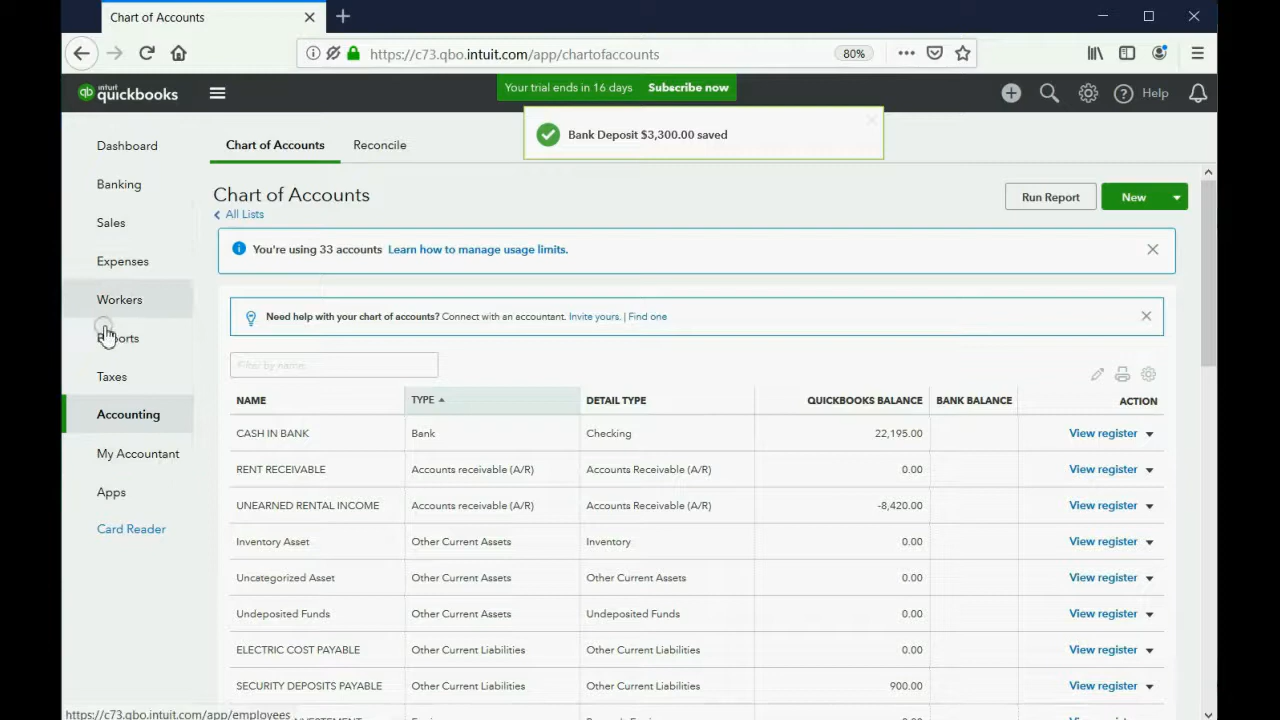 Chart of Accounts
https://c73.qbo.intuit.com/app/chartofaccounts
80%
intuit quickbooks
Your trial ends in 16 days Subscribe now
Help
Bank Deposit $3,300.00 saved
Dashboard
Banking
Sales
Expenses
Workers
Reports
Taxes
Accounting
My Accountant
Apps
Card Reader
Chart of Accounts Reconcile
Chart of Accounts
All Lists
Run Report New
You're using 33 accounts Learn how to manage usage limits.
Need help with your chart of accounts? Connect with an accountant. Invite yours. | Find one
Filter by name.
NAME TYPE DETAIL TYPE QUICKBOOKS BALANCE BANK BALANCE ACTION
CASH IN BANK Bank Checking 22,195.00 View register
RENT RECEIVABLE Accounts receivable (A/R) Accounts Receivable (A/R) 0.00 View register
UNEARNED RENTAL INCOME Accounts receivable (A/R) Accounts Receivable (A/R) -8,420.00 View register
Inventory Asset Other Current Assets Inventory 0.00 View register
Uncategorized Asset Other Current Assets Other Current Assets 0.00 View register
Undeposited Funds Other Current Assets Undeposited Funds 0.00 View register
ELECTRIC COST PAYABLE Other Current Liabilities Other Current Liabilities 0.00 View register
SECURITY DEPOSITS PAYABLE Other Current Liabilities Other Current Liabilities 900.00 View register
https://c73.qbo.intuit.com/app/employees